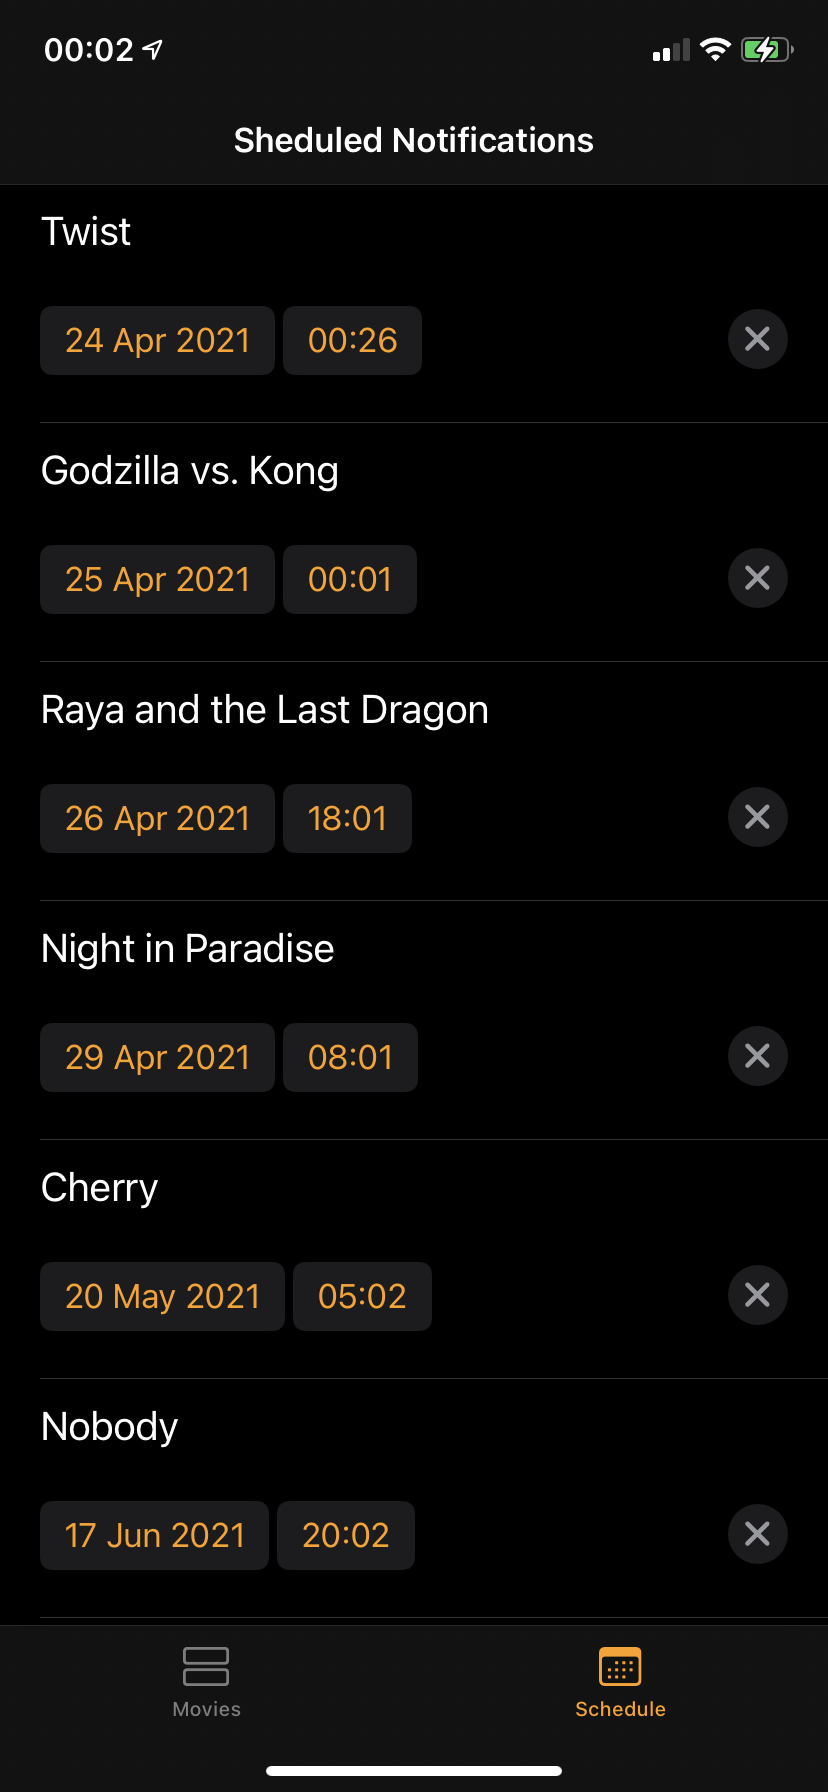 00:02
Sheduled Notifications
Twist
24 Apr 2021 00:26
Godzilla vs. Kong
25 Apr 2021 00:01
Raya and the Last Dragon
26 Apr 2021 18:01
Night in Paradise
29 Apr 2021 08:01
Cherry
20 May 2021 05:02
Nobody
17 Jun 2021 20:02
Movies Schedule